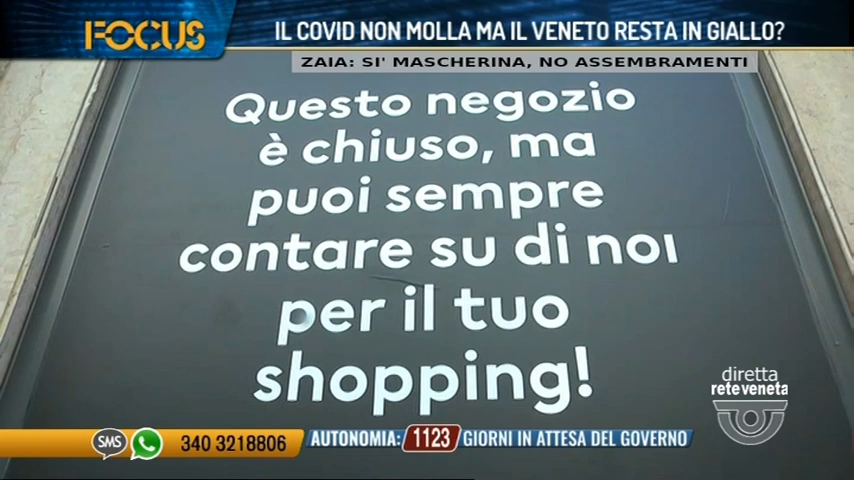 FOCUS
IL COVID NON MOLLA MA IL VENETO RESTA IN GIALLO?
ZAIA: SI' MASCHERINA, NO ASSEMBRAMENTI
Questo negozio
è chiuso, ma
puoi sempre
contare su di noi
per il tuo
shopping!
diretta
reteveneta
SMS
340 3218806
AUTONOMIA: 1123 GIORNI IN ATTESA DEL GOVERNO